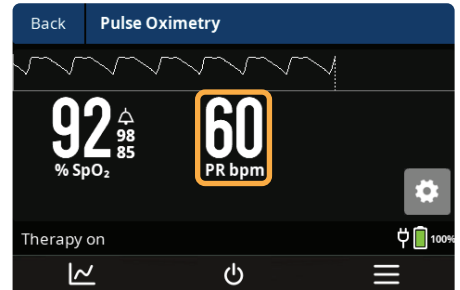 Back Pulse Oximetry
92 98 85 60
% SpO₂ PR bpm
Therapy on 100%